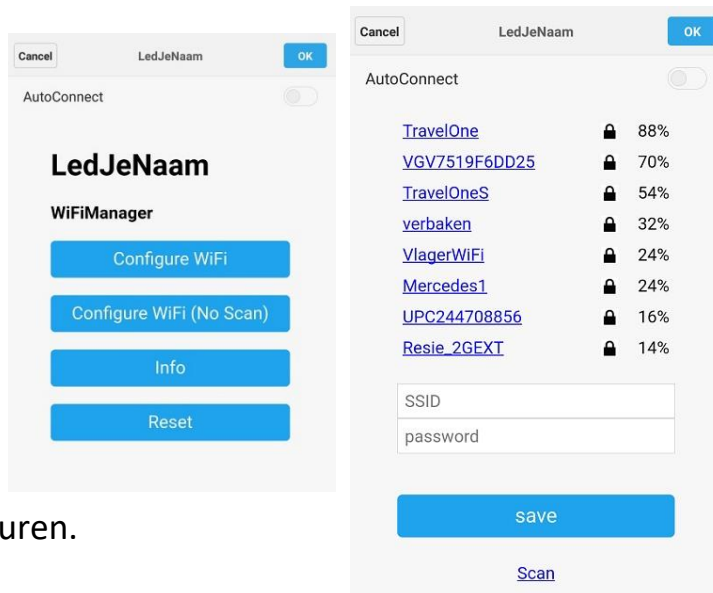 Cancel LedJeNaam OK
AutoConnect
LedJeNaam
WiFiManager
Configure WiFi
Configure WiFi (No Scan)
Info
Reset
uren.
Cancel LedJeNaam OK
AutoConnect
TravelOne 88%
VGV7519F6DD25 70%
TravelOneS 54%
verbaken 32%
VlagerWiFi 24%
Mercedes1 24%
UPC244708856 16%
Resie_2GEXT 14%
SSID
password
save
Scan